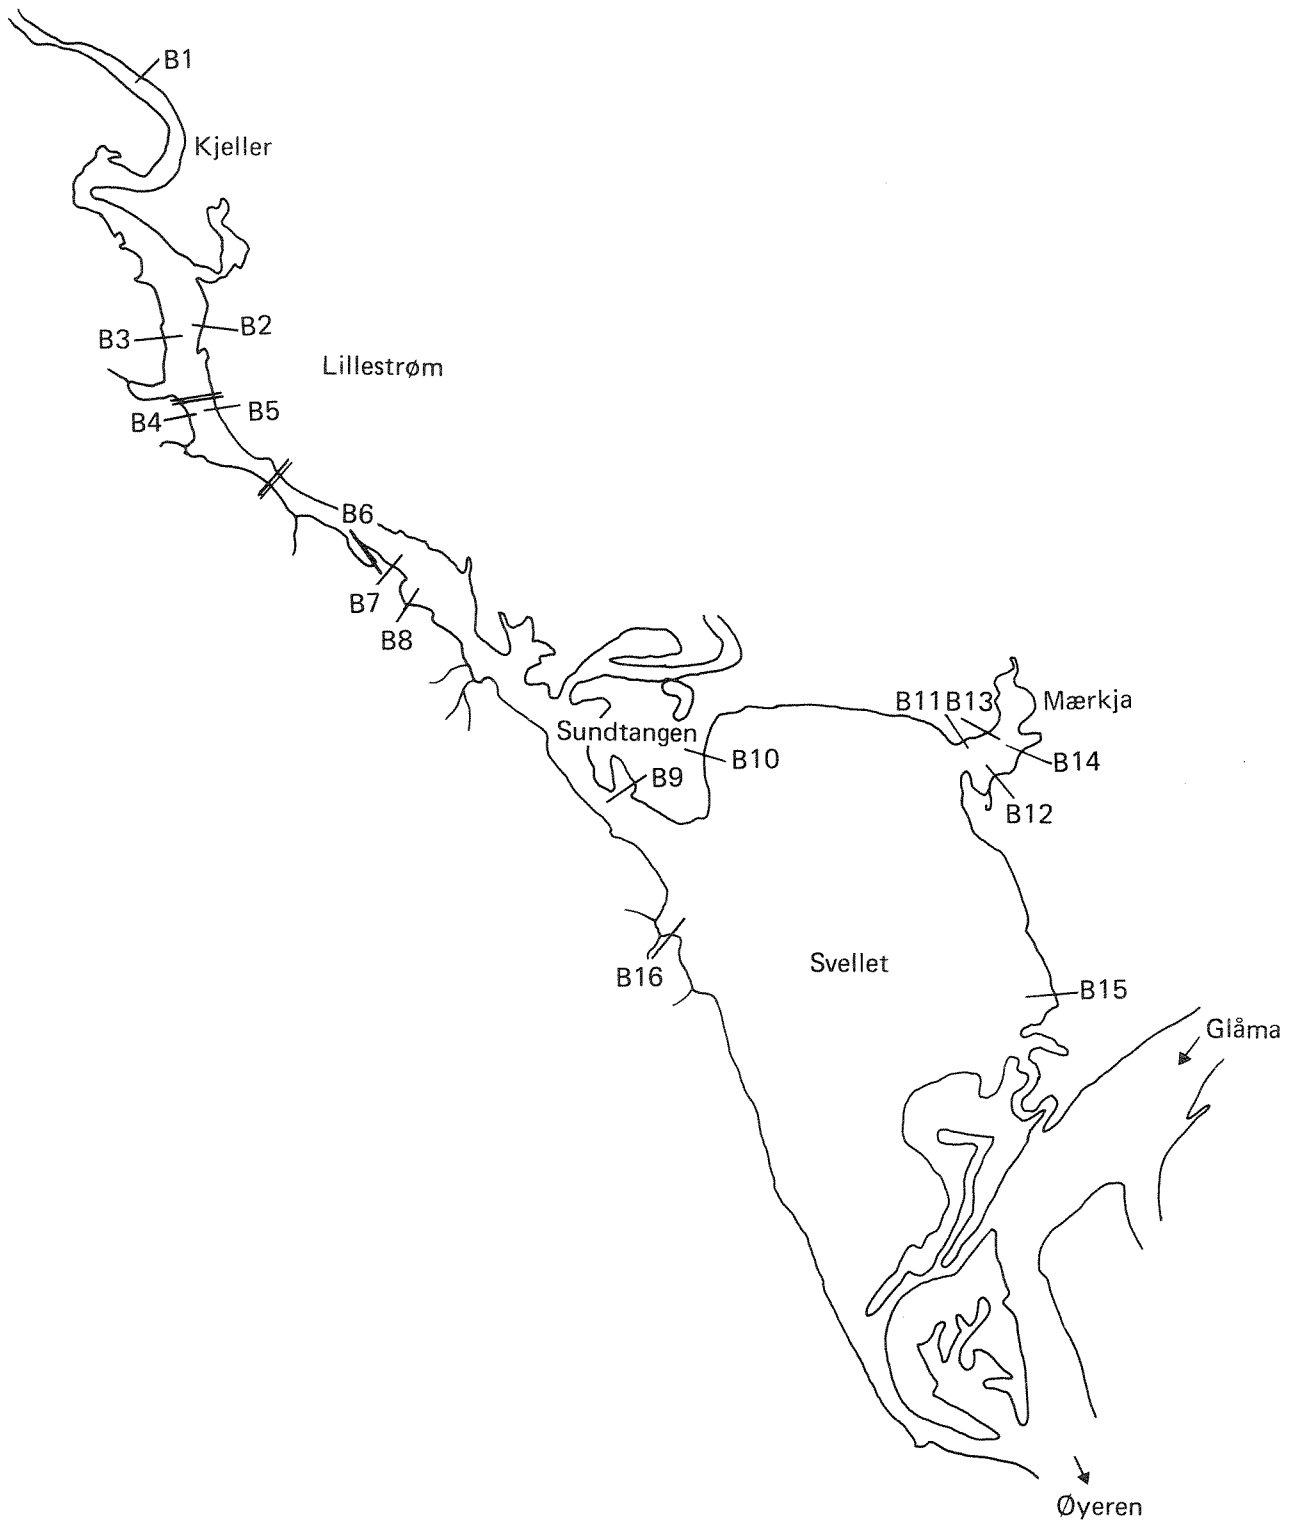 B1
Kjeller
B2
B3
Lillestrøm
B5
B4
B6
B7
B8
B11 B13 Mærkja
Sundtangen
B10
B14
B9
B12
Svellet
B16
B15
Glåma
Øyeren